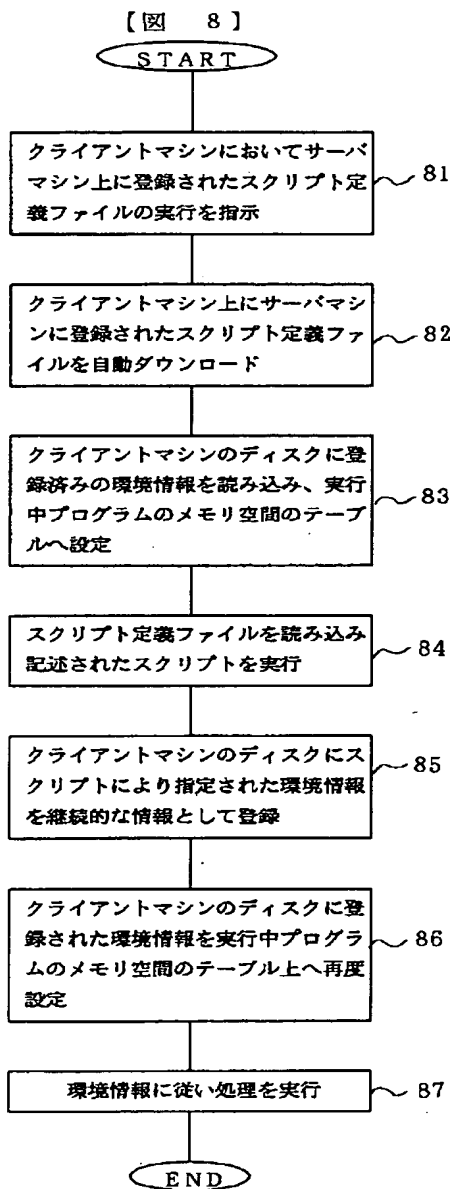 【図 8】
START
クライアントマシンにおいてサーバ
マシン上に登録されたスクリプト定
義ファイルの実行を指示
81
クライアントマシン上にサーバマシ
ンに登録されたスクリプト定義ファ
イルを自動ダウンロード
82
クライアントマシンのディスクに登
録済みの環境情報を読み込み、実行
中プログラムのメモリ空間のテーブ
ルへ設定
83
スクリプト定義ファイルを読み込み
記述されたスクリプトを実行
84
クライアントマシンのディスクにス
クリプトにより指定された環境情報
を継続的な情報として登録
85
クライアントマシンのディスクに登
録された環境情報を実行中プログラ
ムのメモリ空間のテーブル上へ再度
設定
86
環境情報に従い処理を実行
87
END